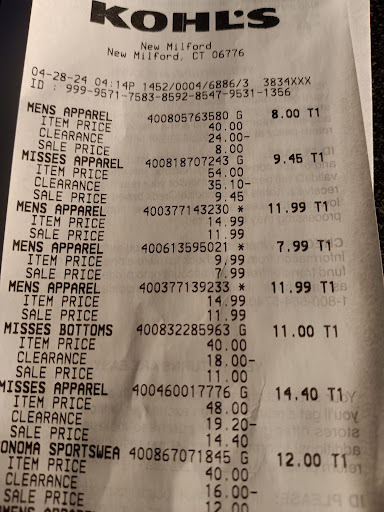 KOHL'S
New Milford
New Milford, CT 06776
04-28-24 04:14P 1452/0004/6886/3 3834XXX
ID : 999-9571-7583-8592-8547-9531-1356
MENS APPAREL 400805763580 G 8.00 T1
ITEM PRICE 40.00
CLEARANCE 24.00-
SALE PRICE 8.00
MISSES APPAREL 400818707243 G 9.45 T1
ITEM PRICE 54.00
CLEARANCE 35.10-
SALE PRICE 9.45
MENS APPAREL 400377143230 * 11.99 T1
ITEM PRICE 14.99
SALE PRICE 11.99
MENS APPAREL 400613595021 * 7.99 T1
ITEM PRICE 9.99
SALE PRICE 7.99
MENS APPAREL 400377139233 * 11.99 T1
ITEM PRICE 14.99
SALE PRICE 11.99
MISSES BOTTOMS 400832285963 G 11.00 T1
ITEM PRICE 40.00
CLEARANCE 18.00-
SALE PRICE 11.00
MISSES APPAREL 400460017776 G 14.40 T1
ITEM PRICE 48.00
CLEARANCE 19.20-
SALE PRICE 14.40
ONOMA SPORTSWEA 400867071845 G 12.00 T1
ITEM PRICE 40.00
CLEARANCE 16.00-
SALE PRICE 12.00